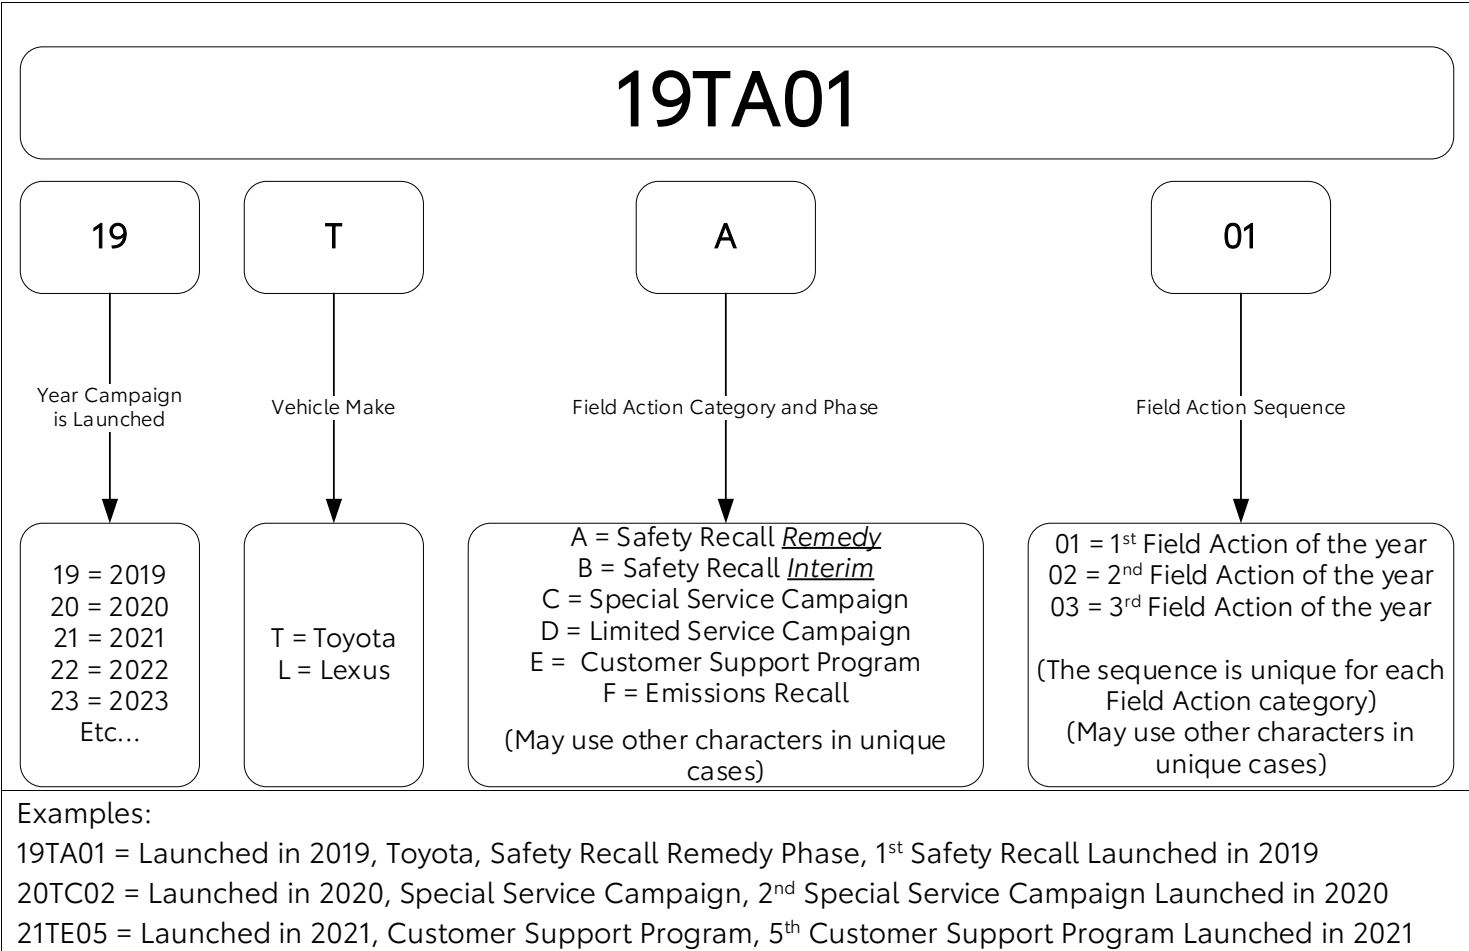 19TA01
19
T
A
01
Year Campaign
is Launched
Vehicle Make
Field Action Category and Phase
Field Action Sequence
19 = 2019
20 = 2020
21 = 2021
22 = 2022
23 = 2023
Etc...
T = Toyota
L = Lexus
A = Safety Recall Remedy
B = Safety Recall Interim
C = Special Service Campaign
D = Limited Service Campaign
E =  Customer Support Program
F = Emissions Recall
(May use other characters in unique
cases)
01 = 1st Field Action of the year
02 = 2nd Field Action of the year
03 = 3rd Field Action of the year
(The sequence is unique for each
Field Action category)
(May use other characters in
unique cases)
Examples:
19TA01 = Launched in 2019, Toyota, Safety Recall Remedy Phase, 1st Safety Recall Launched in 2019
20TC02 = Launched in 2020, Special Service Campaign, 2nd Special Service Campaign Launched in 2020
21TE05 = Launched in 2021, Customer Support Program, 5th Customer Support Program Launched in 2021